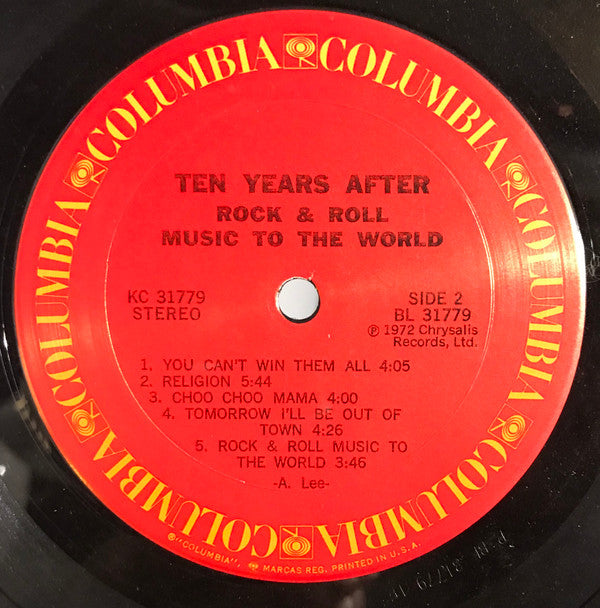 COLUMBIA COLUMBIA COLUMBIA COLUMBIA COLUMBIA COLUMBIA
TEN YEARS AFTER
ROCK & ROLL
MUSIC TO THE WORLD
KC 31779
STEREO
SIDE 2
BL 31779
℗ 1972 Chrysalis
Records, Ltd.
1. YOU CAN'T WIN THEM ALL 4:05
2. RELIGION 5:44
3. CHOO CHOO MAMA 4:00
4. TOMORROW I'LL BE OUT OF
TOWN 4:26
5. ROCK & ROLL MUSIC TO
THE WORLD 3:46
-A. Lee-
®"COLUMBIA", MARCAS REG. PRINTED IN U.S.A.